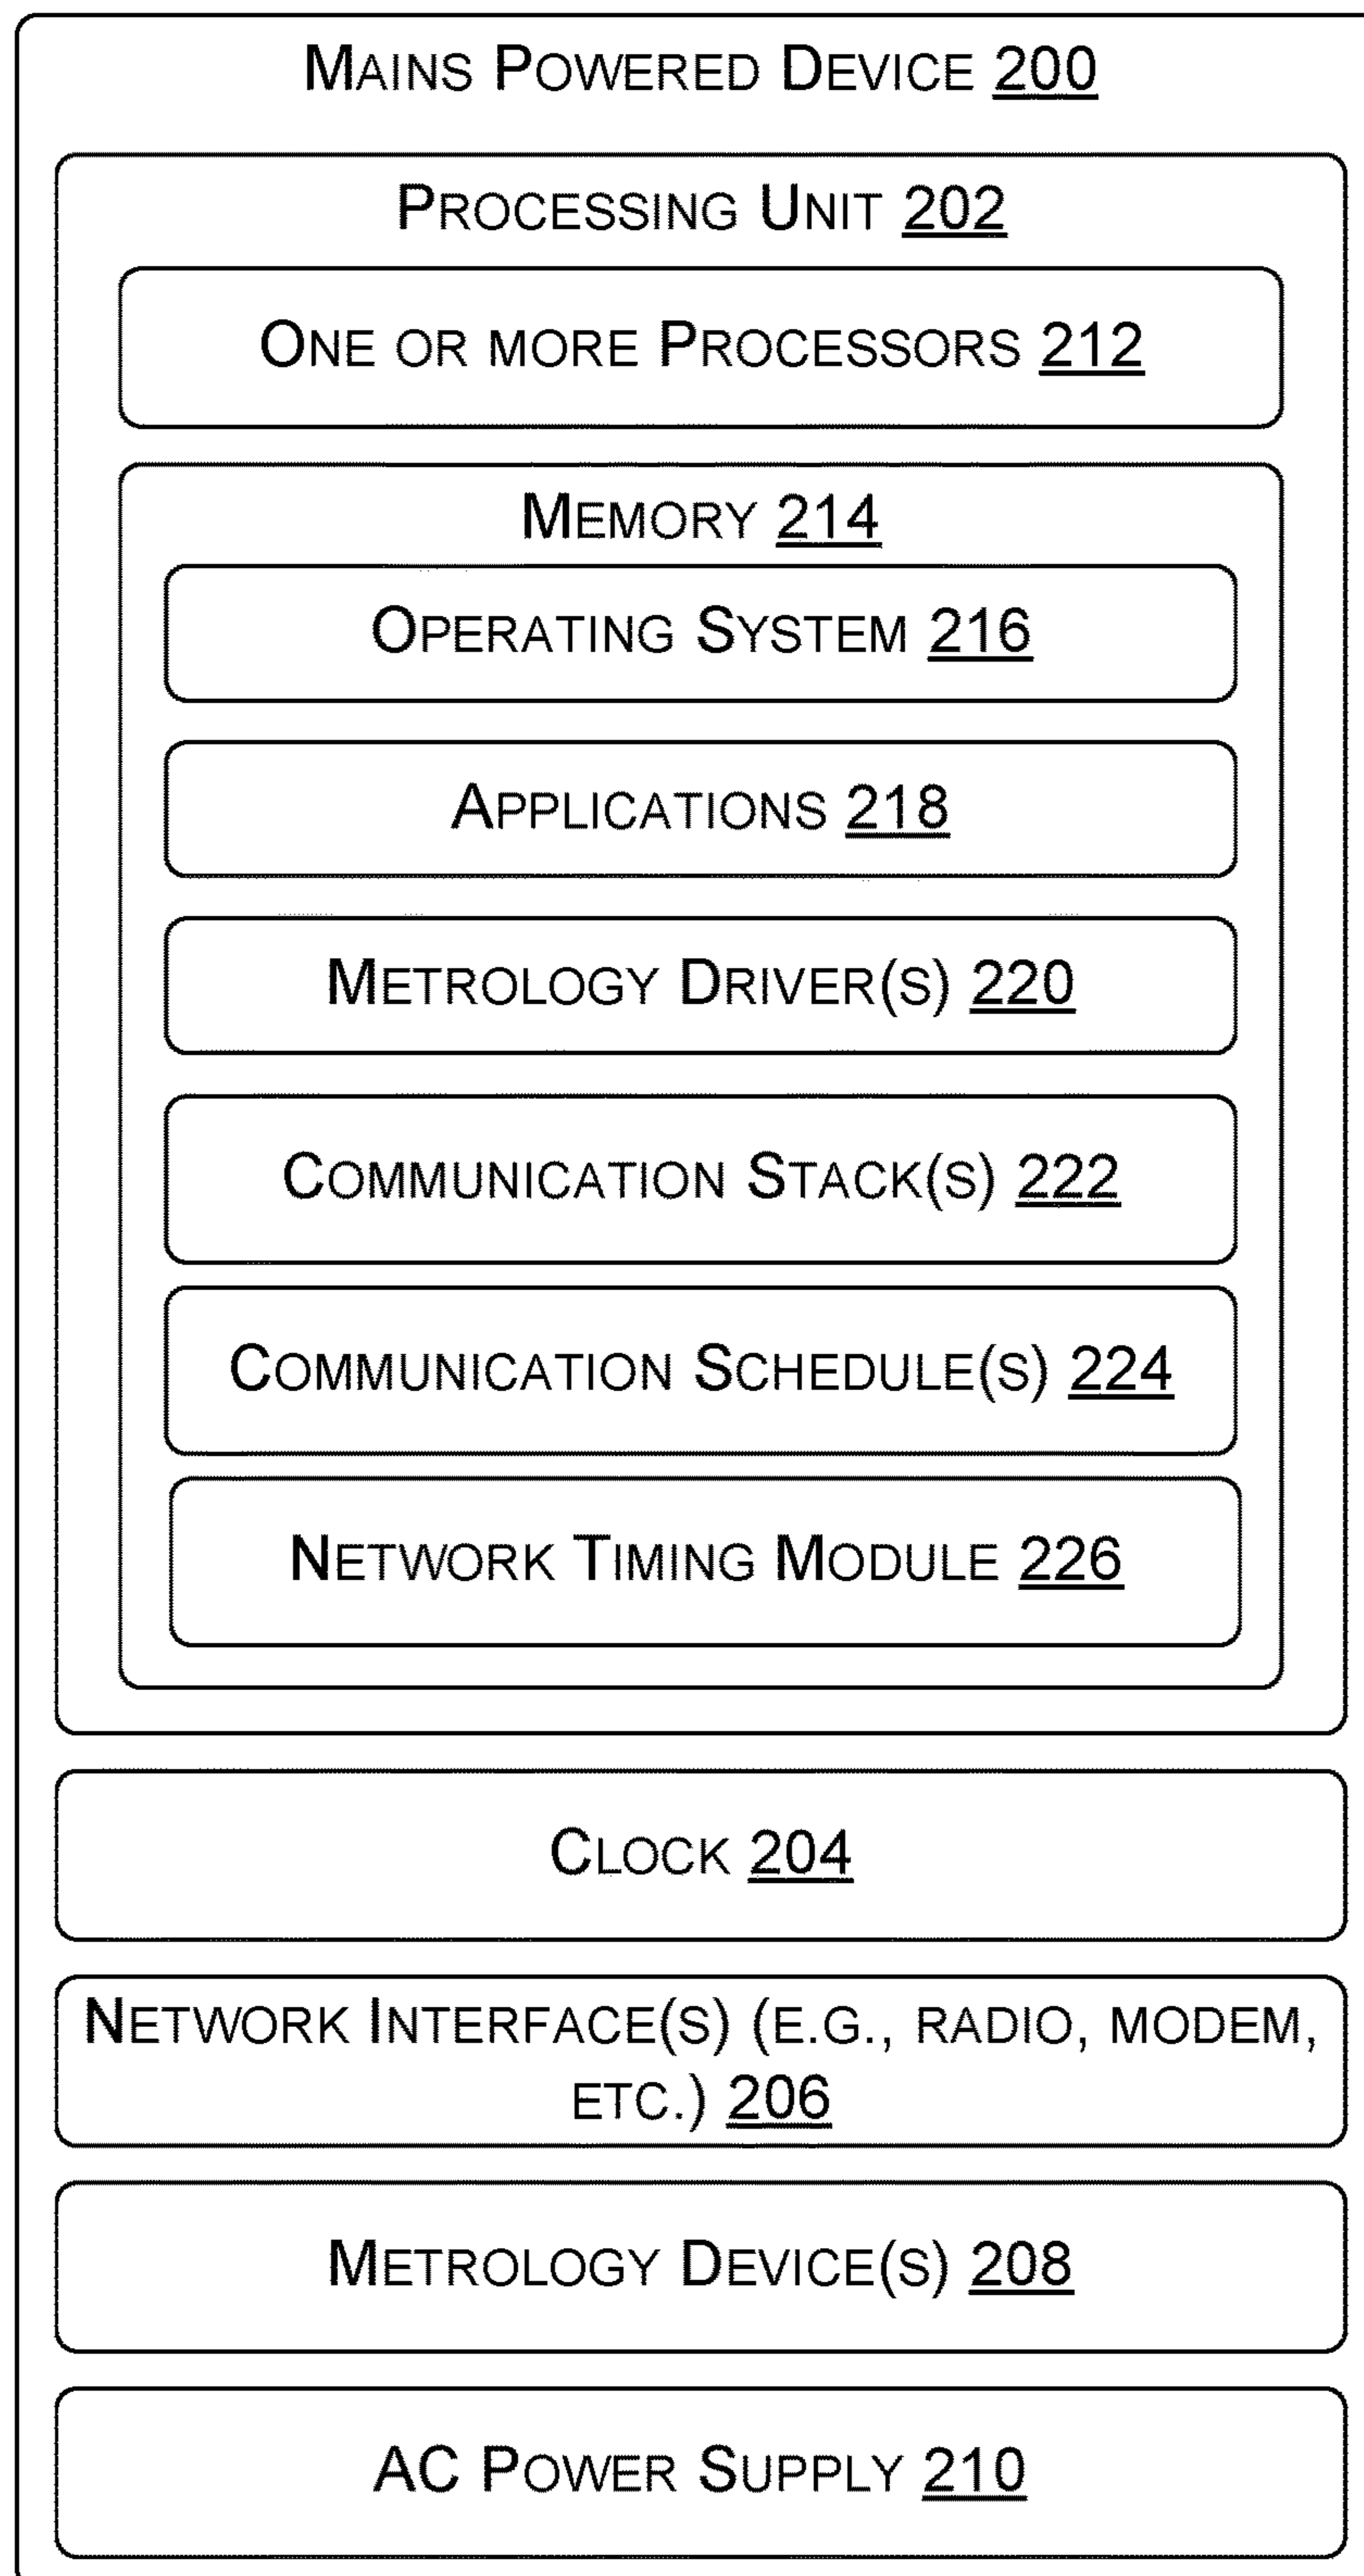 MAINS POWERED DEVICE 200
PROCESSING UNIT 202
ONE OR MORE PROCESSORS 212
MEMORY 214
OPERATING SYSTEM 216
APPLICATIONS 218
METROLOGY DRIVER(S) 220
COMMUNICATION STACK(S) 222
COMMUNICATION SCHEDULE(S) 224
NETWORK TIMING MODULE 226
CLOCK 204
NETWORK INTERFACE(S) (E.G., RADIO, MODEM,
ETC.) 206
METROLOGY DEVICE(S) 208
AC POWER SUPPLY 210